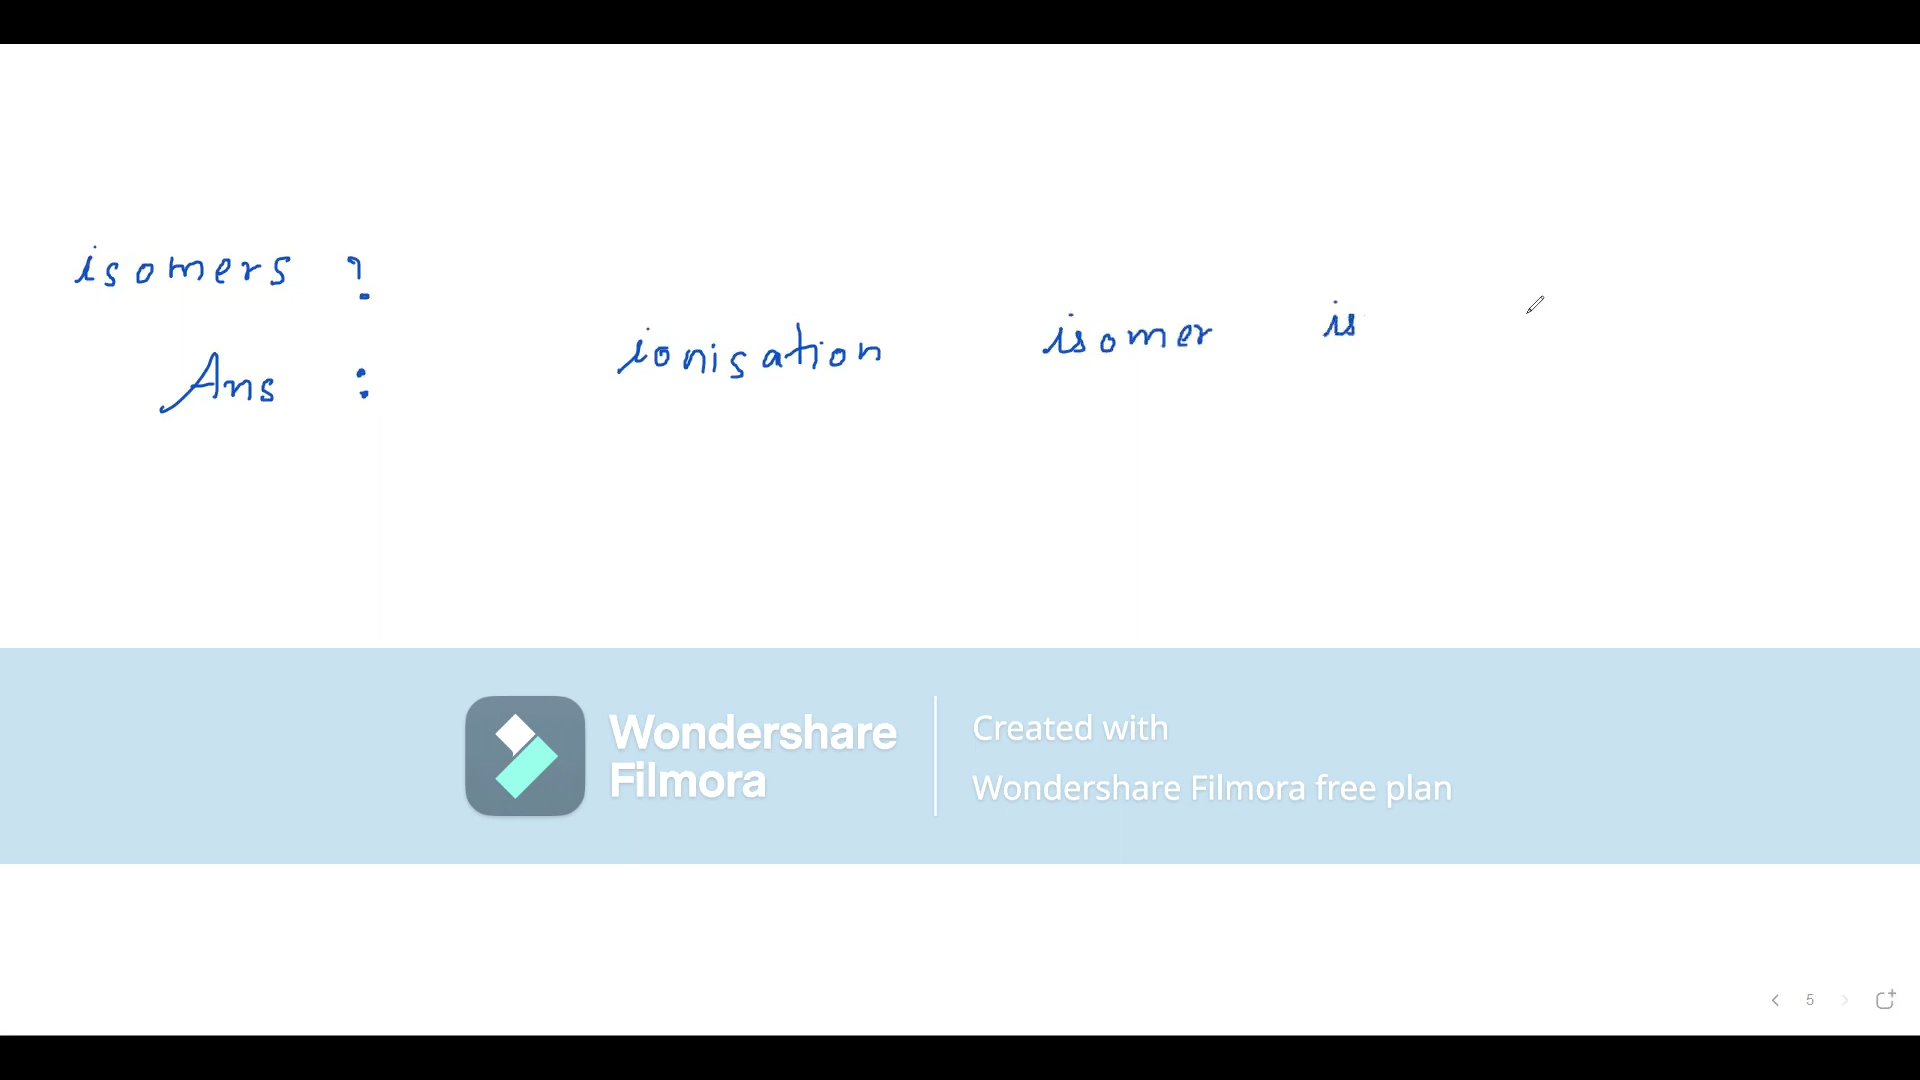 isomers ?
Ans : ionisation isomer is
Wondershare Filmora
Created with
Wondershare Filmora free plan
5